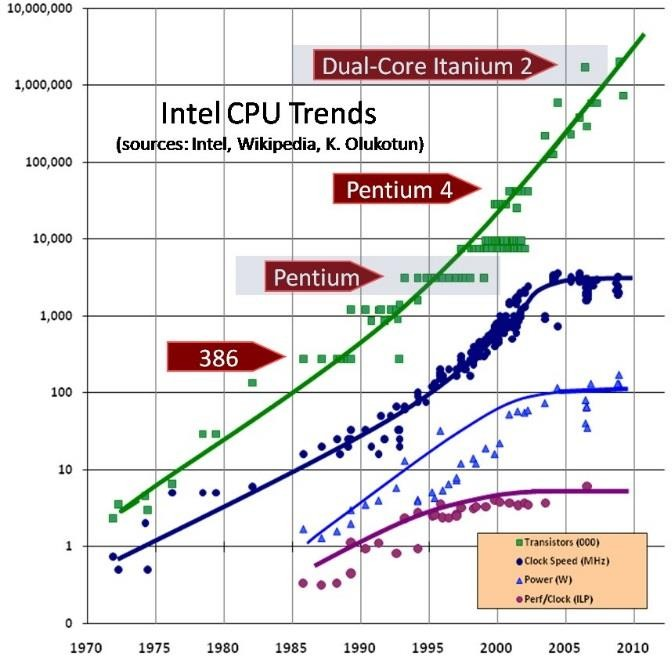 10,000,000
Dual-Core Itanium 2
1,000,000
Intel CPU Trends
(sources: Intel, Wikipedia, K. Olukotun)
100,000
Pentium 4
10,000
Pentium
1,000
386
100
10
1
Transistors (000)
Clock Speed (MHz)
Power (W)
Perf/Clock (ILP)
0
1970 1975 1980 1985 1990 1995 2000 2005 2010